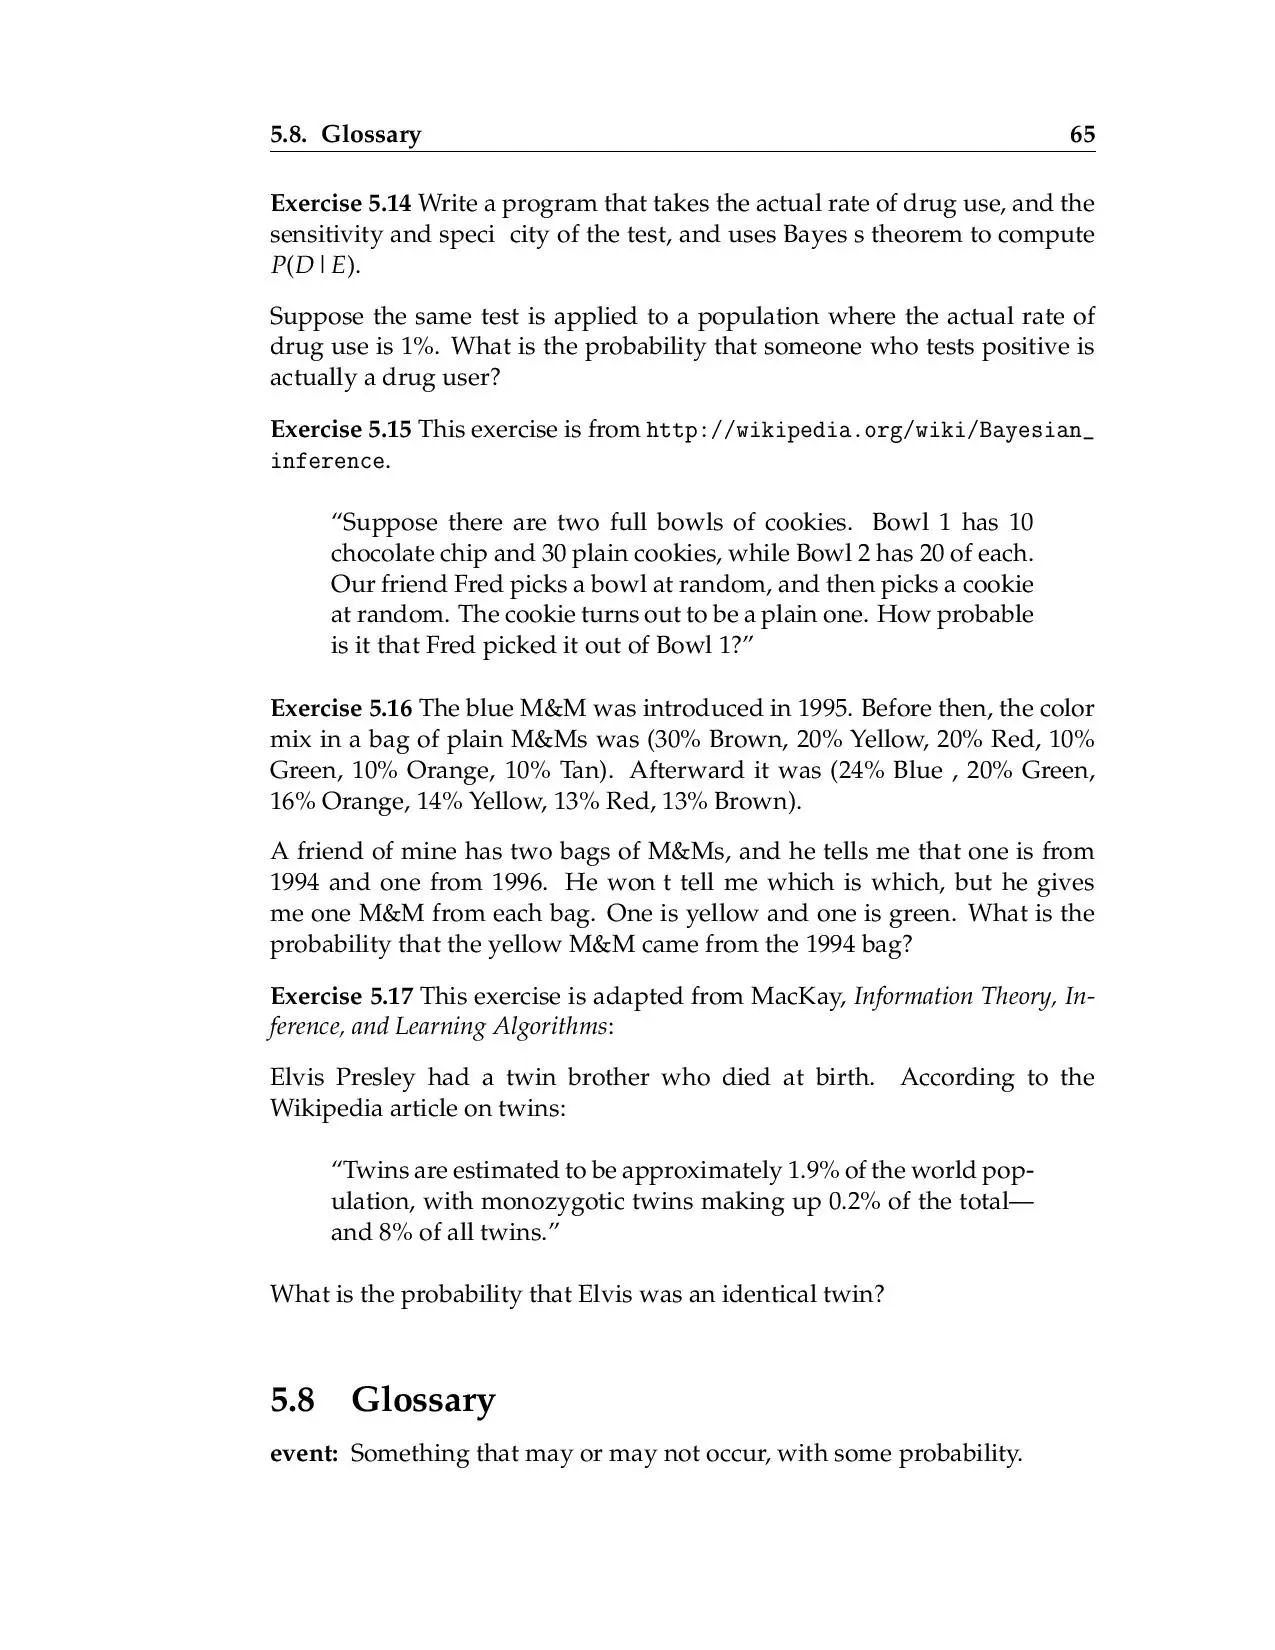 5.8. Glossary 65
Exercise 5.14 Write a program that takes the actual rate of drug use, and the
sensitivity and speci city of the test, and uses Bayes s theorem to compute
P(D|E).
Suppose the same test is applied to a population where the actual rate of
drug use is 1%. What is the probability that someone who tests positive is
actually a drug user?
Exercise 5.15 This exercise is from http://wikipedia.org/wiki/Bayesian_
inference.
“Suppose there are two full bowls of cookies. Bowl 1 has 10
chocolate chip and 30 plain cookies, while Bowl 2 has 20 of each.
Our friend Fred picks a bowl at random, and then picks a cookie
at random. The cookie turns out to be a plain one. How probable
is it that Fred picked it out of Bowl 1?”
Exercise 5.16 The blue M&M was introduced in 1995. Before then, the color
mix in a bag of plain M&Ms was (30% Brown, 20% Yellow, 20% Red, 10%
Green, 10% Orange, 10% Tan). Afterward it was (24% Blue , 20% Green,
16% Orange, 14% Yellow, 13% Red, 13% Brown).
A friend of mine has two bags of M&Ms, and he tells me that one is from
1994 and one from 1996. He won t tell me which is which, but he gives
me one M&M from each bag. One is yellow and one is green. What is the
probability that the yellow M&M came from the 1994 bag?
Exercise 5.17 This exercise is adapted from MacKay, Information Theory, In-
ference, and Learning Algorithms:
Elvis Presley had a twin brother who died at birth. According to the
Wikipedia article on twins:
“Twins are estimated to be approximately 1.9% of the world pop-
ulation, with monozygotic twins making up 0.2% of the total—
and 8% of all twins.”
What is the probability that Elvis was an identical twin?
5.8 Glossary
event: Something that may or may not occur, with some probability.